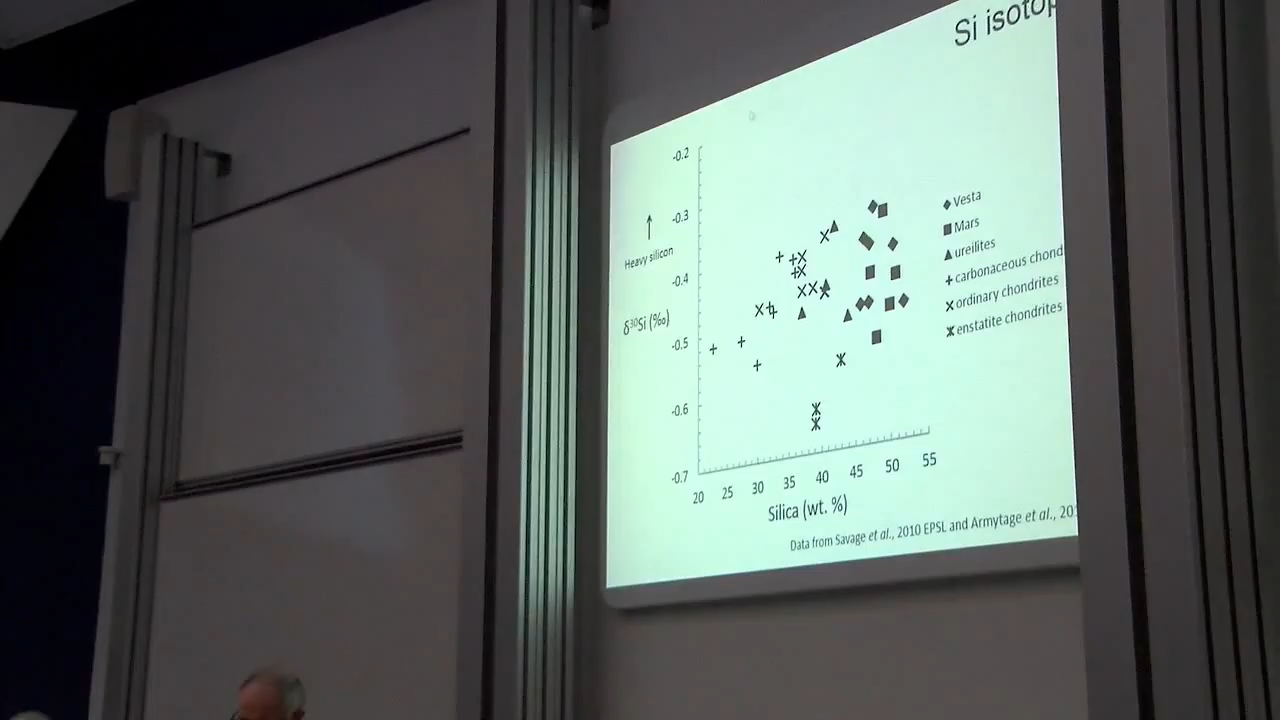 Si isotop
-0.2
-0.3
-0.4
-0.5
-0.6
-0.7
Heavy silicon
δ³⁰Si (‰)
20 25 30 35 40 45 50 55
Silica (wt. %)
Vesta
Mars
ureilites
carbonaceous chond
ordinary chondrites
enstatite chondrites
Data from Savage et al., 2010 EPSL and Armytage et al., 20